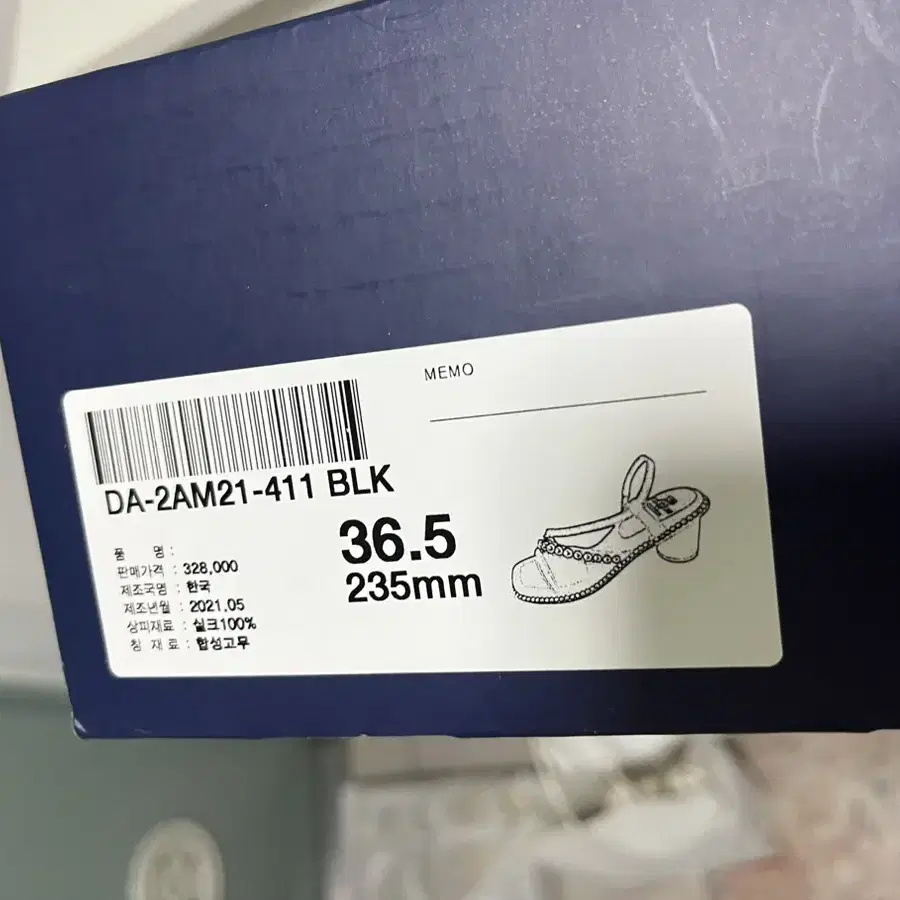 MEMO
DA-2AM21-411 BLK
36.5
235mm
품 명 :
판매가격 : 328,000
제조국명 : 한국
제조년월 : 2021.05
상피재료 : 실크100%
창 재 료 : 합성고무